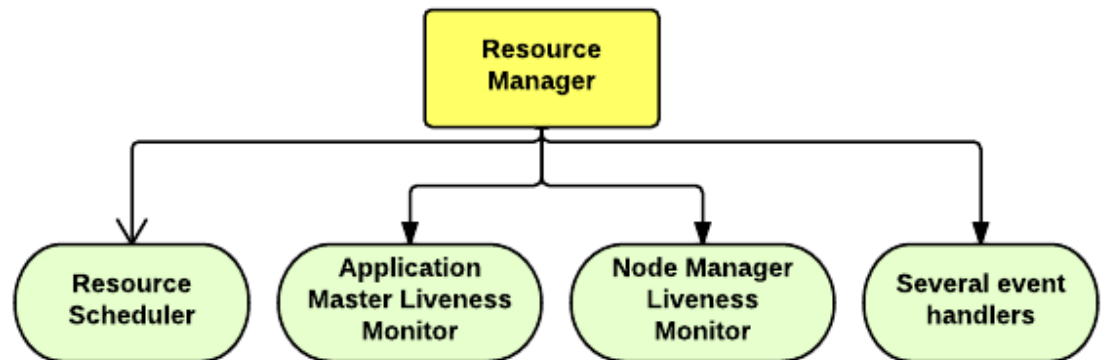 Resource
Manager
Resource
Scheduler
Application
Master Liveness
Monitor
Node Manager
Liveness
Monitor
Several event
handlers